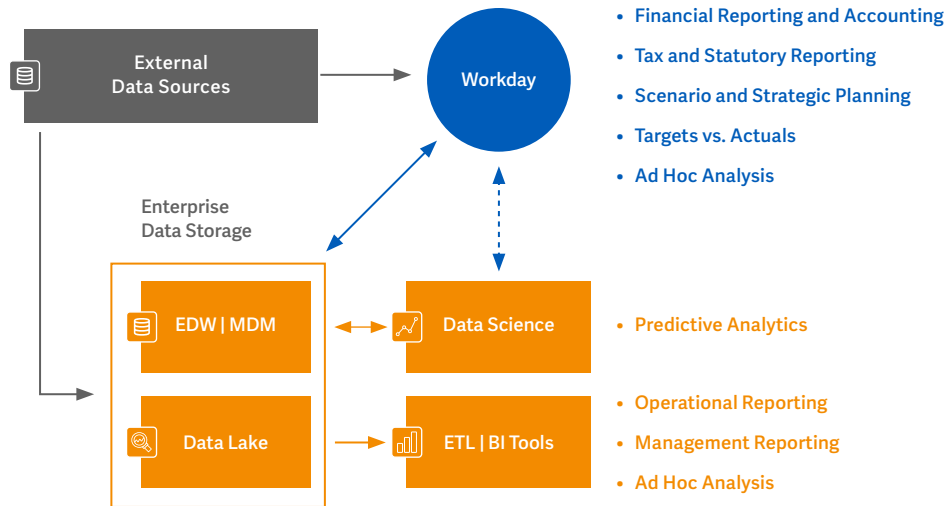 External
Data Sources
Workday
• Financial Reporting and Accounting
• Tax and Statutory Reporting
• Scenario and Strategic Planning
• Targets vs. Actuals
• Ad Hoc Analysis
Enterprise
Data Storage
EDW | MDM
Data Science
• Predictive Analytics
Data Lake
ETL | BI Tools
• Operational Reporting
• Management Reporting
• Ad Hoc Analysis